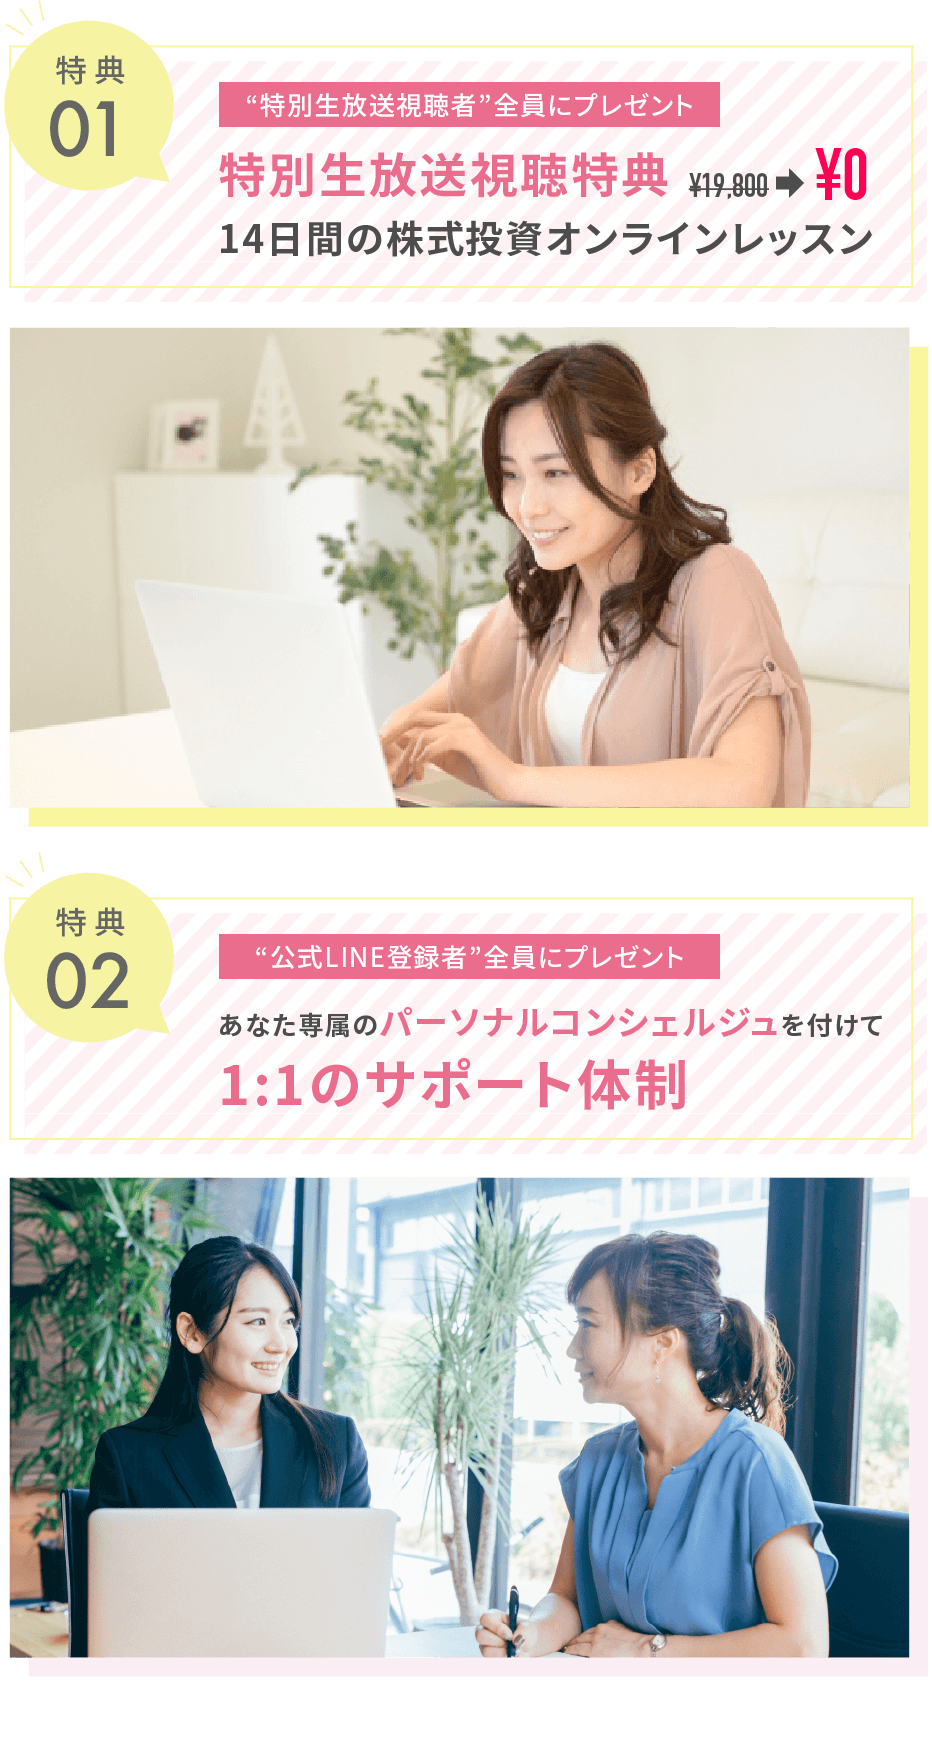 特典
01
“特別生放送視聴者”全員にプレゼント
特別生放送視聴特典 ¥19,800 ➡ ¥0
14日間の株式投資オンラインレッスン
特典
02
“公式LINE登録者”全員にプレゼント
あなた専属のパーソナルコンシェルジュを付けて
1:1のサポート体制